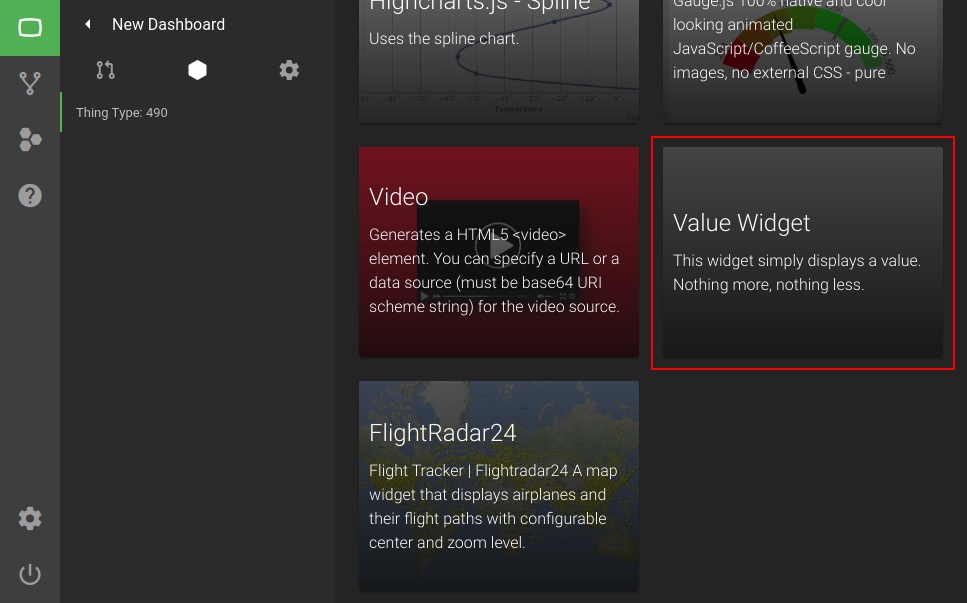 New Dashboard
Thing Type: 490
Highcharts.js - Spline
Uses the spline chart.
Temperature
Gauge.js 100% native and cool
looking animated
JavaScript/CoffeeScript gauge. No
images, no external CSS - pure
Video
Generates a HTML5 <video>
element. You can specify a URL or a
data source (must be base64 URI
scheme string) for the video source.
Value Widget
This widget simply displays a value.
Nothing more, nothing less.
FlightRadar24
Flight Tracker | Flightradar24 A map
widget that displays airplanes and
their flight paths with configurable
center and zoom level.